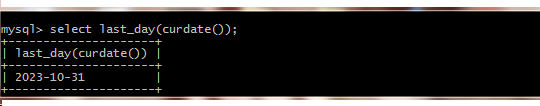 mysql> select last_day(curdate());
+---------------------+
| last_day(curdate()) |
+---------------------+
| 2023-10-31          |
+---------------------+